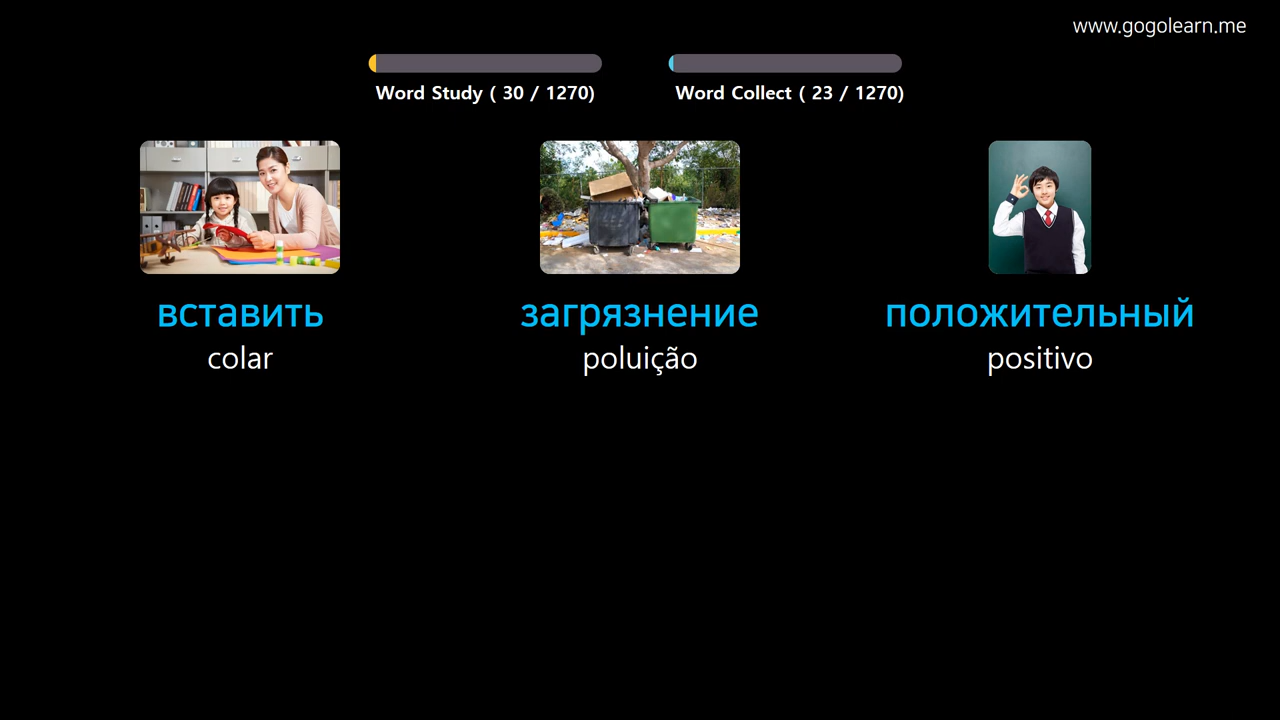 www.gogolearn.me
Word Study ( 30 / 1270)
Word Collect ( 23 / 1270)
вставить
загрязнение
положительный
colar
poluição
positivo